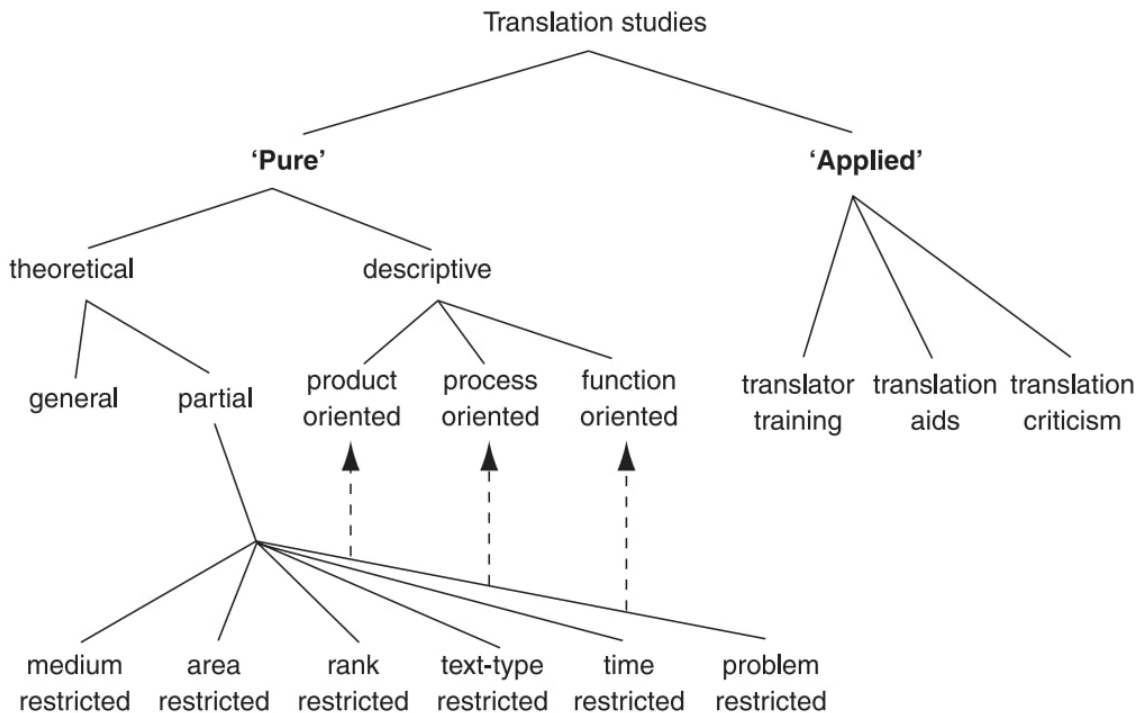 Translation studies
‘Pure’
‘Applied’
theoretical
descriptive
general
partial
product
oriented
process
oriented
function
oriented
translator
training
translation
aids
translation
criticism
medium
restricted
area
restricted
rank
restricted
text-type
restricted
time
restricted
problem
restricted